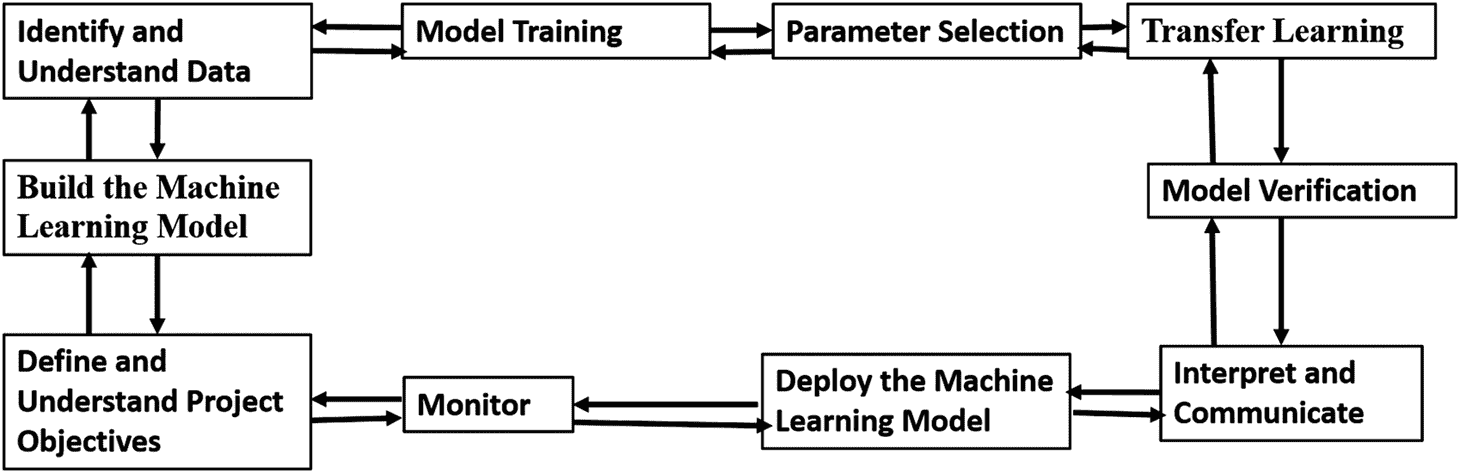 Identify and
Understand Data
Model Training
Parameter Selection
Transfer Learning
Build the Machine
Learning Model
Model Verification
Define and
Understand Project
Objectives
Monitor
Deploy the Machine
Learning Model
Interpret and
Communicate